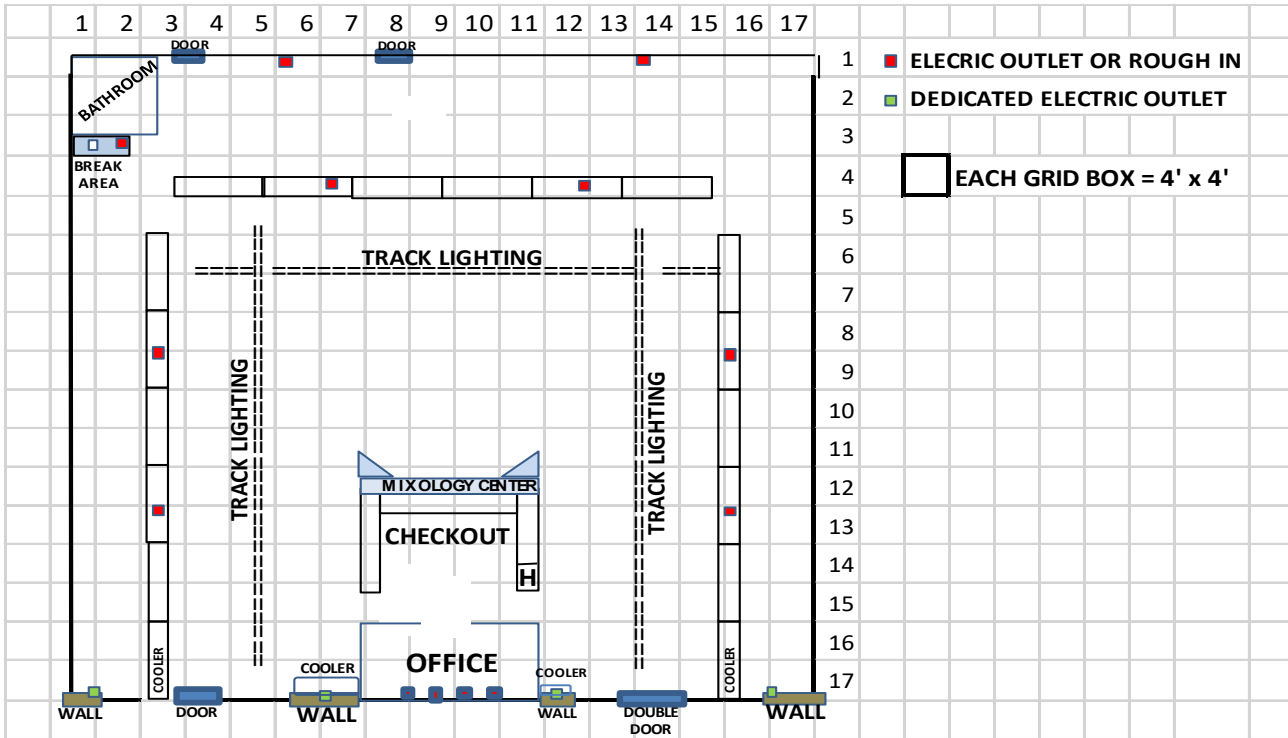 1 2 3 4 5 6 7 8 9 10 11 12 13 14 15 16 17
DOOR
DOOR
1
ELECRIC OUTLET OR ROUGH IN
BATHROOM
2
DEDICATED ELECTRIC OUTLET
3
BREAK
AREA
4
EACH GRID BOX = 4' x 4'
5
TRACK LIGHTING
6
7
8
9
TRACK LIGHTING
TRACK LIGHTING
10
11
MIXOLOGY CENTER
12
CHECKOUT
13
14
H
15
16
COOLER
COOLER
OFFICE
COOLER
COOLER
17
WALL
DOOR
WALL
WALL
DOUBLE
DOOR
WALL